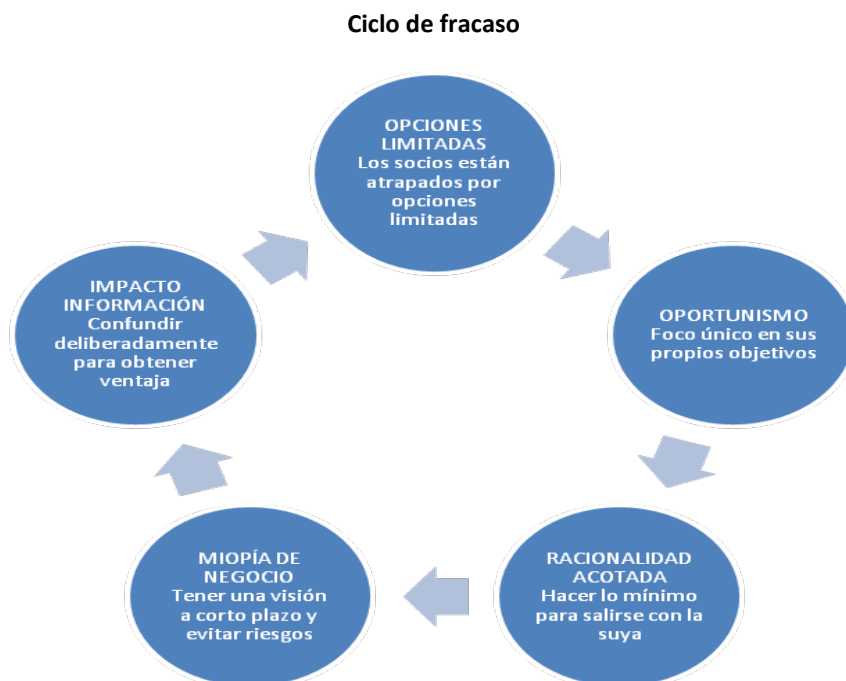 Ciclo de fracaso
OPCIONES
LIMITADAS
Los socios están
atrapados por
opciones
limitadas
OPORTUNISMO
Foco único en sus
propios objetivos
RACIONALIDAD
ACOTADA
Hacer lo mínimo
para salirse con la
suya
MIOPÍA DE
NEGOCIO
Tener una visión
a corto plazo y
evitar riesgos
IMPACTO
INFORMACIÓN
Confundir
deliberadamente
para obtener
ventaja